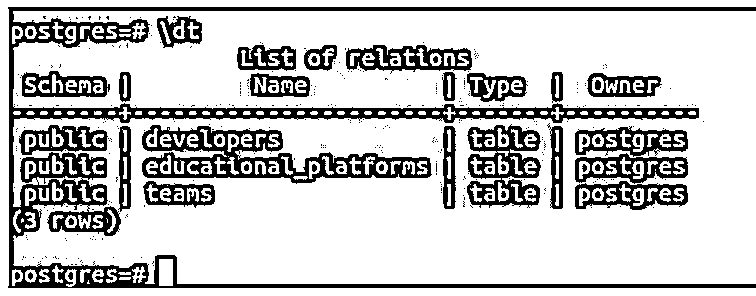 postgres=# \dt
List of relations
Schema | Name | Type | Owner
--------+-----------------------+-------+----------
public | developers | table | postgres
public | educational_platforms | table | postgres
public | teams | table | postgres
(3 rows)
postgres=#